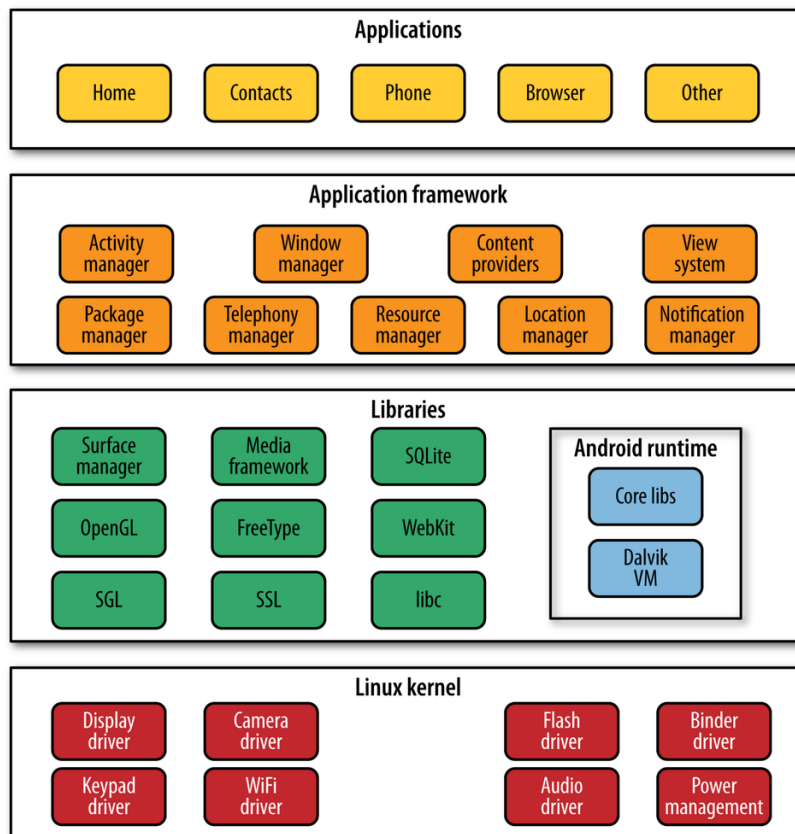 Applications
Home
Contacts
Phone
Browser
Other
Application framework
Activity
manager
Window
manager
Content
providers
View
system
Package
manager
Telephony
manager
Resource
manager
Location
manager
Notification
manager
Libraries
Surface
manager
Media
framework
SQLite
OpenGL
FreeType
WebKit
SGL
SSL
libc
Android runtime
Core libs
Dalvik
VM
Linux kernel
Display
driver
Camera
driver
Flash
driver
Binder
driver
Keypad
driver
WiFi
driver
Audio
driver
Power
management